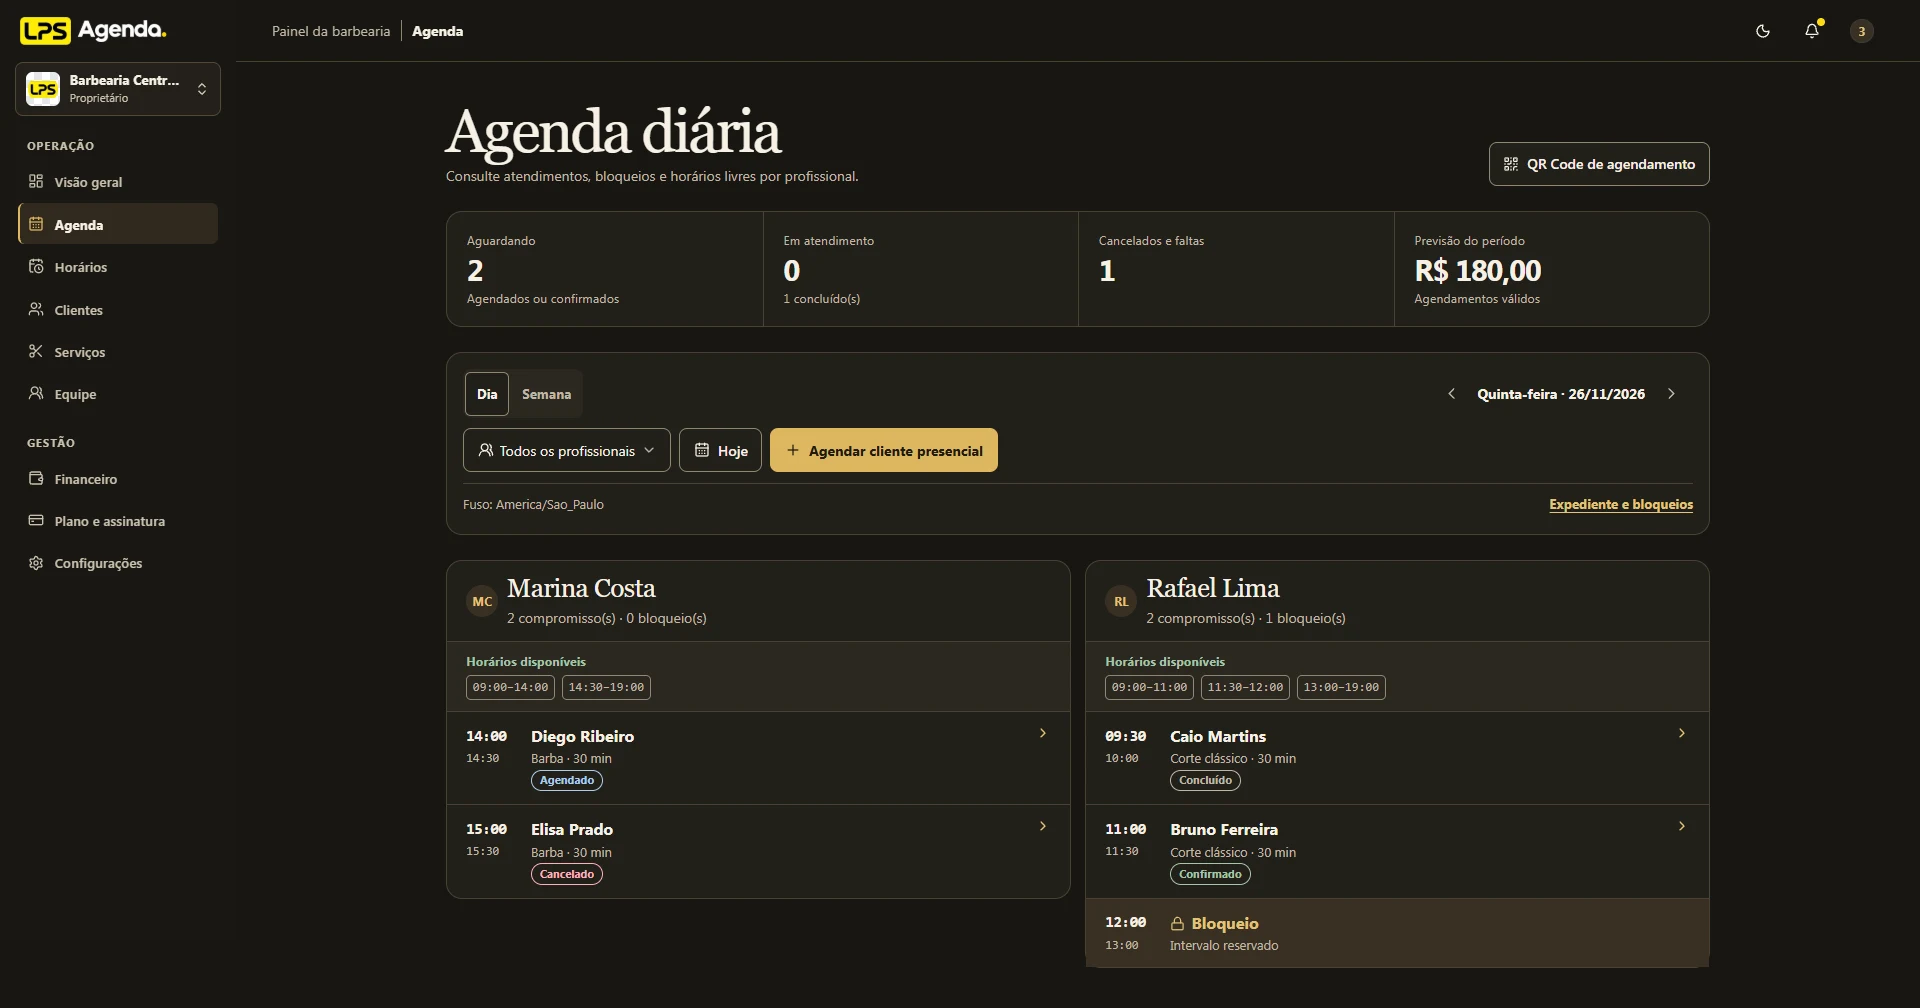 LPS Agenda.
Painel da barbearia
Agenda
3
LPS
Barbearia Centr...
Proprietário
OPERAÇÃO
Visão geral
Agenda
Horários
Clientes
Serviços
Equipe
GESTÃO
Financeiro
Plano e assinatura
Configurações
Agenda diária
Consulte atendimentos, bloqueios e horários livres por profissional.
QR Code de agendamento
Aguardando
2
Agendados ou confirmados
Em atendimento
0
1 concluído(s)
Cancelados e faltas
1
Previsão do período
R$ 180,00
Agendamentos válidos
Dia
Semana
Quinta-feira · 26/11/2026
Todos os profissionais
Hoje
+ Agendar cliente presencial
Fuso: America/Sao_Paulo
Expediente e bloqueios
MC
Marina Costa
2 compromisso(s) · 0 bloqueio(s)
Horários disponíveis
09:00–14:00
14:30–19:00
14:00
14:30
Diego Ribeiro
Barba · 30 min
Agendado
15:00
15:30
Elisa Prado
Barba · 30 min
Cancelado
RL
Rafael Lima
2 compromisso(s) · 1 bloqueio(s)
Horários disponíveis
09:00–11:00
11:30–12:00
13:00–19:00
09:30
10:00
Caio Martins
Corte clássico · 30 min
Concluído
11:00
11:30
Bruno Ferreira
Corte clássico · 30 min
Confirmado
12:00
13:00
Bloqueio
Intervalo reservado